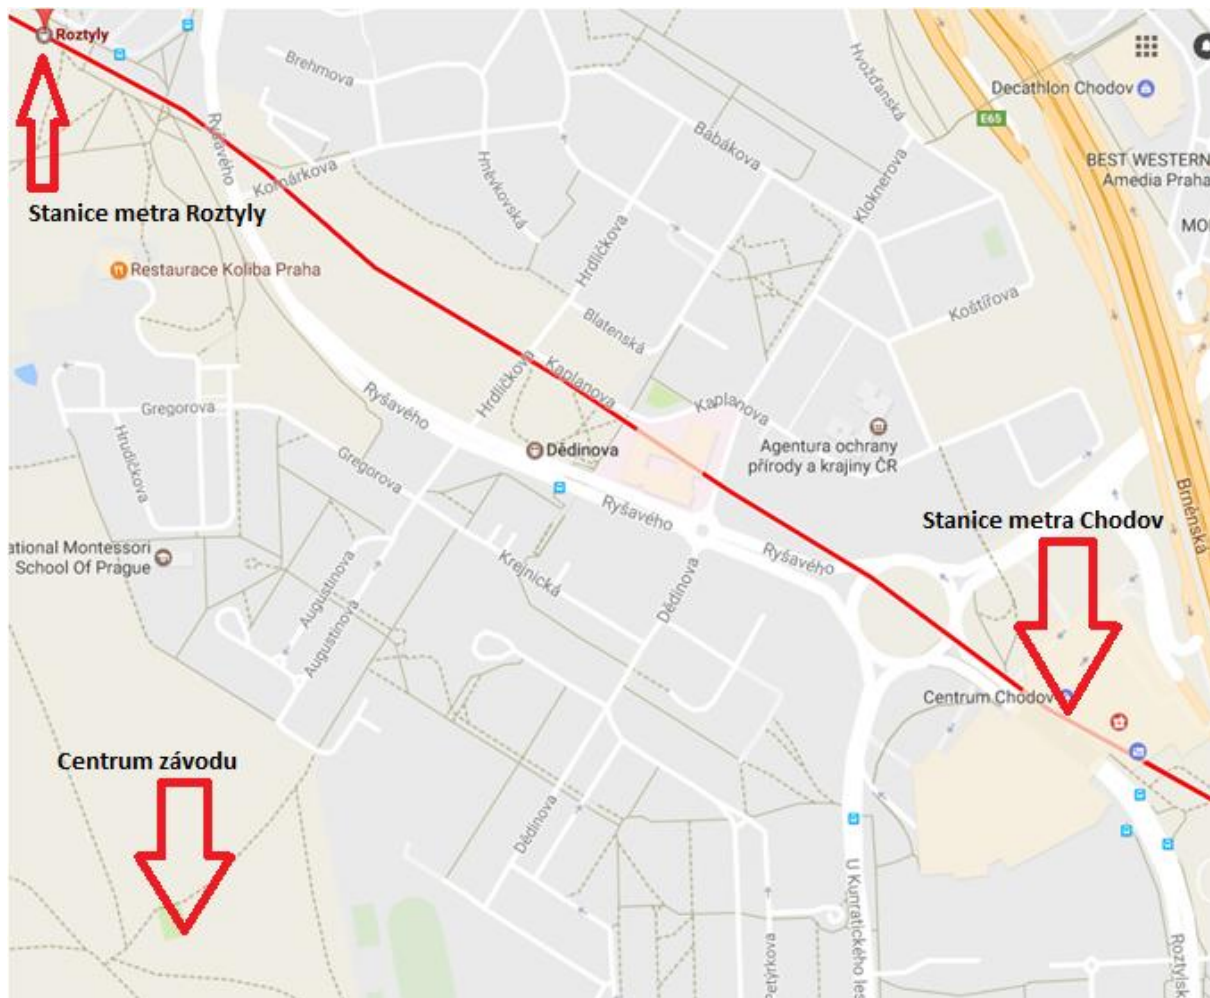 Roztyly
Brehmova
Hvožďanská
Decathlon Chodov
E65
Ryšavého
Babákova
Kloknerova
BEST WESTERN
Amedia Praha
Komárkova
Hněvkovská
Stanice metra Roztyly
Hrdličkova
Restaurace Koliba Praha
Koštířova
Blatenská
Hrdličkova
Kaplanova
Ryšavého
Gregorova
Kaplanova
Hrudičkova
Gregorova
Dědinova
Agentura ochrany
přírody a krajiny ČR
Ryšavého
Brněnská
Stanice metra Chodov
ational Montessori
School Of Prague
Krejnická
Ryšavého
Augustinova
Augustinova
Dědinova
Centrum Chodov
Centrum závodu
Dědinova
U Kunratického les
Roztylsk